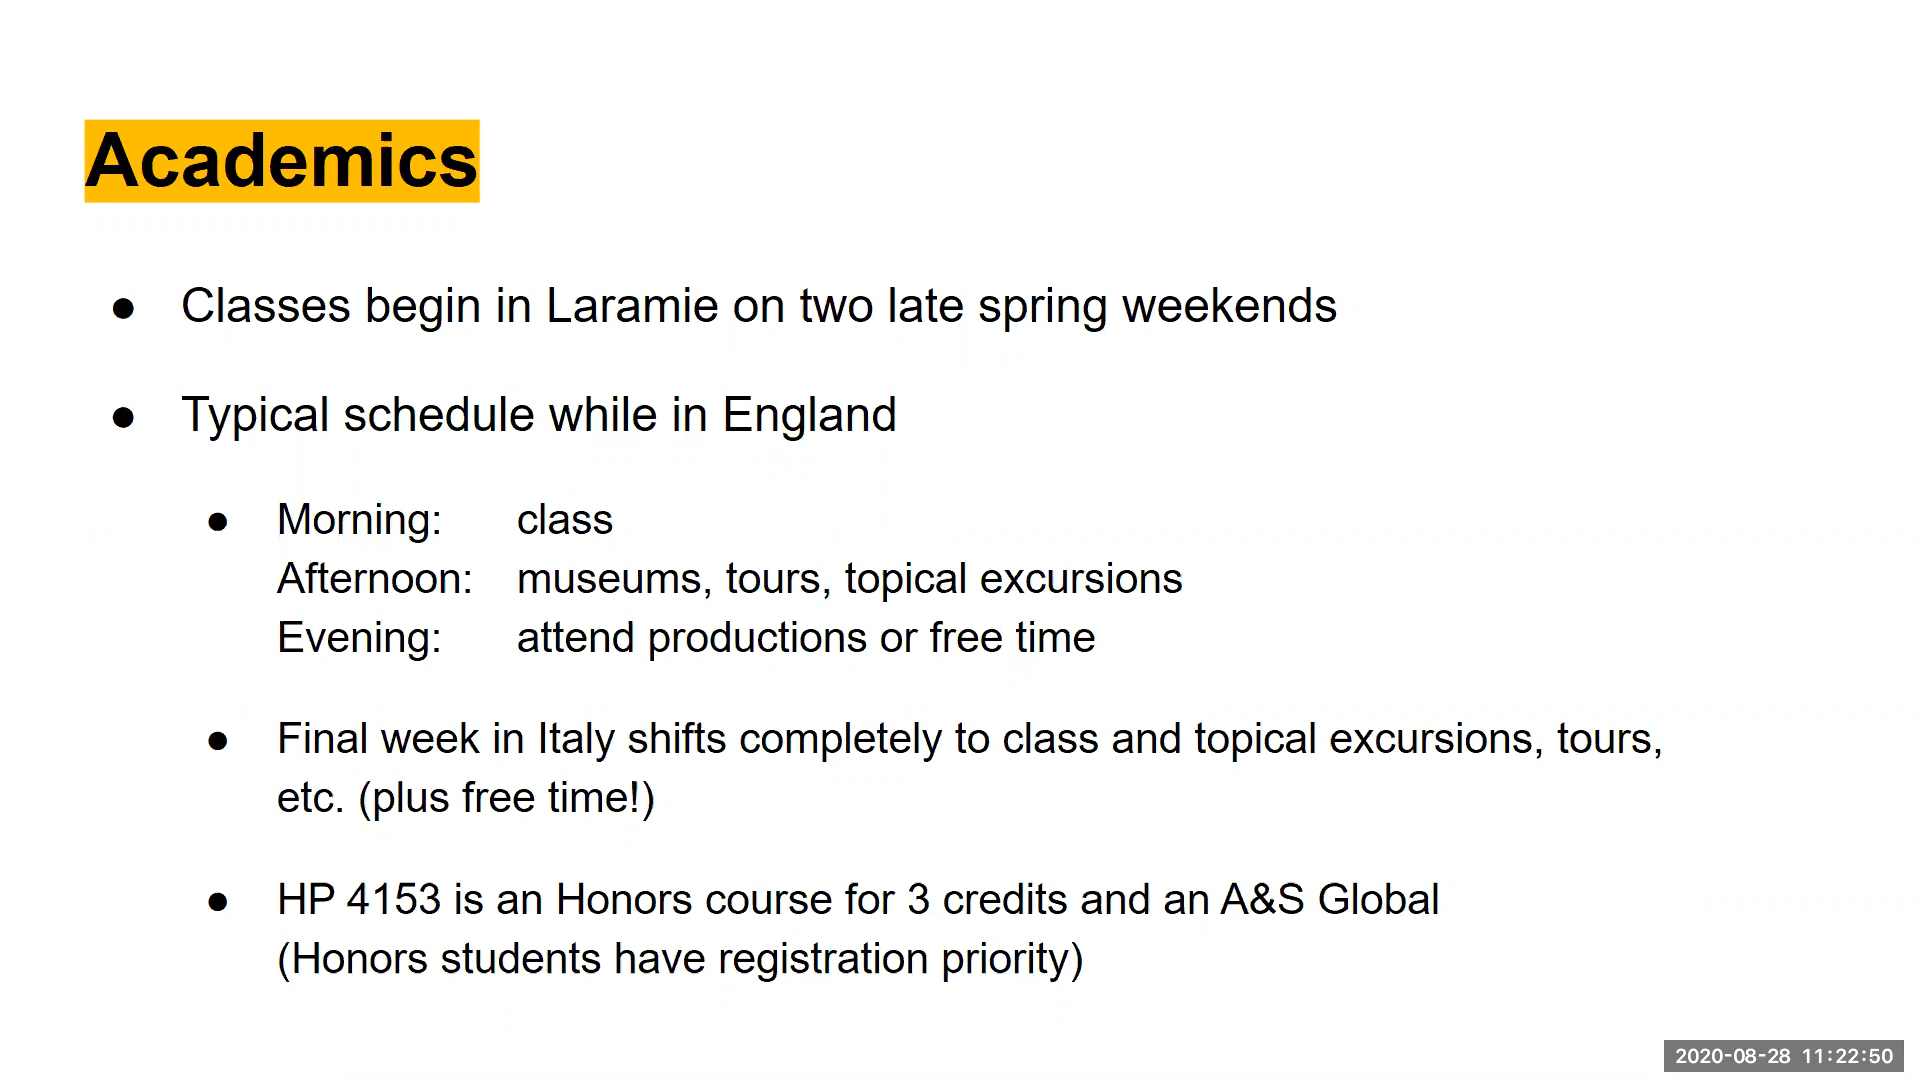 Academics
● Classes begin in Laramie on two late spring weekends
● Typical schedule while in England
● Morning: class
Afternoon: museums, tours, topical excursions
Evening: attend productions or free time
● Final week in Italy shifts completely to class and topical excursions, tours,
etc. (plus free time!)
● HP 4153 is an Honors course for 3 credits and an A&S Global
(Honors students have registration priority)
2020-08-28 11:22:50